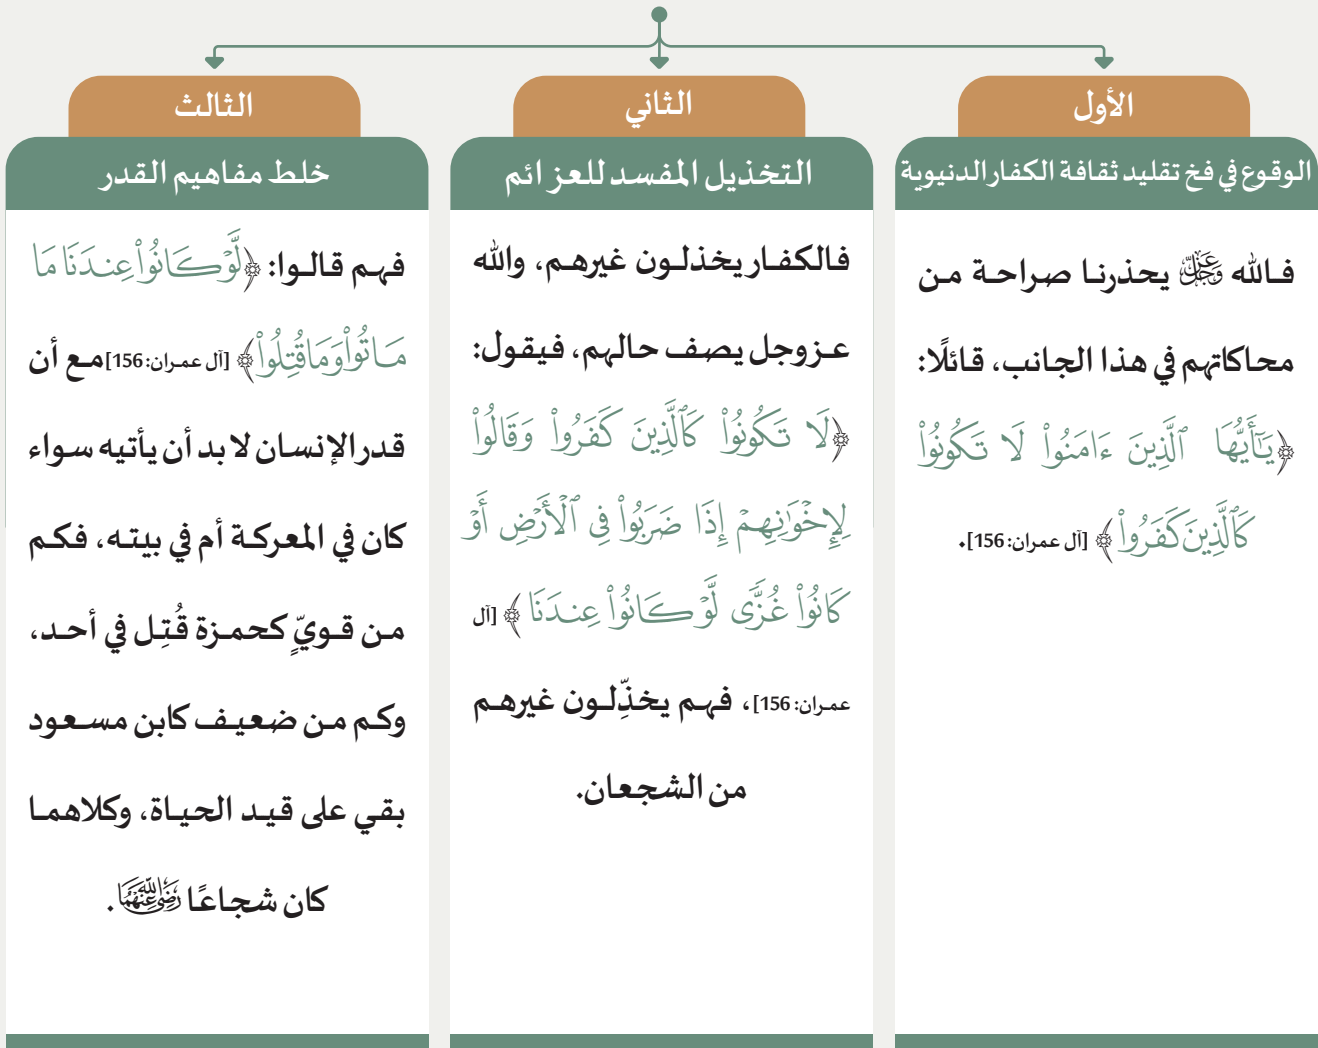 الأول
الوقوع في فخ تقليد ثقافة الكفار الدنيوية
فالله ﷿ يحذرنا صراحة من
محاكاتهم في هذا الجانب، قائلًا:
﴿يَٰٓأَيُّهَا ٱلَّذِينَ ءَامَنُواْ لَا تَكُونُواْ
كَٱلَّذِينَ كَفَرُواْ﴾ [آل عمران: 156].
الثاني
التخذيل المفسد للعزائم
فالكفار يخذلون غيرهم، والله
عزوجل يصف حالهم، فيقول:
﴿لَا تَكُونُواْ كَٱلَّذِينَ كَفَرُواْ وَقَالُواْ
لِإِخۡوَٰنِهِمۡ إِذَا ضَرَبُواْ فِي ٱلۡأَرۡضِ أَوۡ
كَانُواْ غُزّٗى لَّوۡ كَانُواْ عِندَنَا﴾ [آل
عمران: 156]، فهم يخذِّلون غيرهم
من الشجعان.
الثالث
خلط مفاهيم القدر
فهم قالوا: ﴿لَّوۡ كَانُواْ عِندَنَا مَا
مَاتُواْ وَمَا قُتِلُواْ﴾ [آل عمران: 156] مع أن
قدر الإنسان لا بد أن يأتيه سواء
كان في المعركة أم في بيته، فكم
من قويٍّ كحمزة قُتِل في أحد،
وكم من ضعيف كابن مسعود
بقي على قيد الحياة، وكلاهما
كان شجاعًا رَضِيَ اللَّهُ عَنْهُمَا.